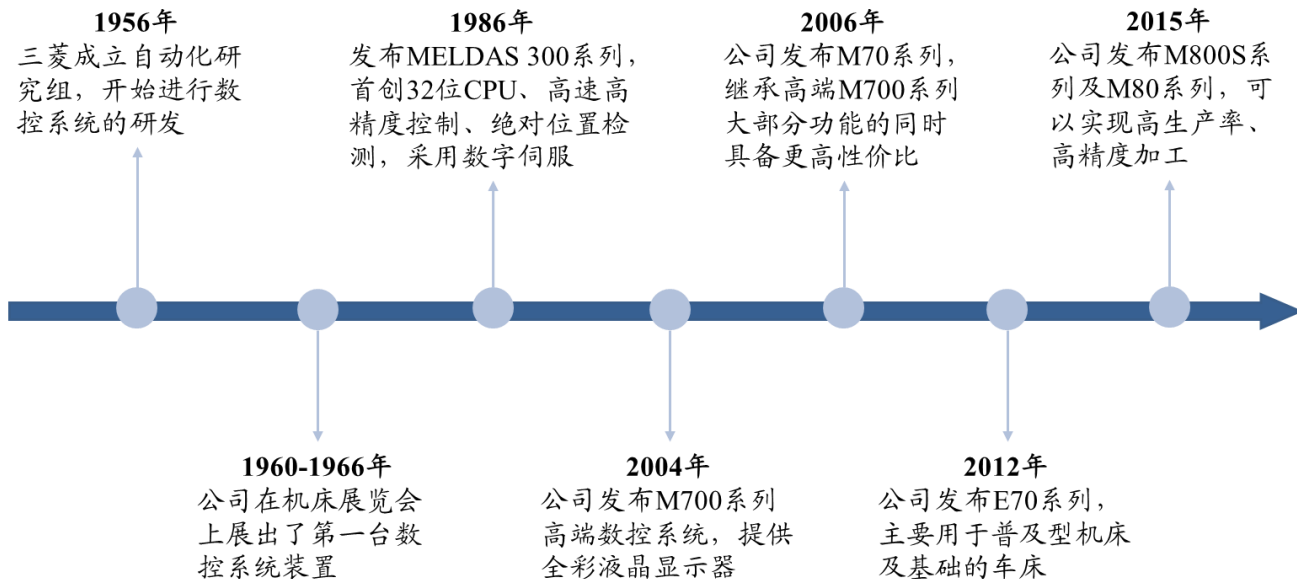 1956年
三菱成立自动化研
究组，开始进行数
控系统的研发
1960-1966年
公司在机床展览会
上展出了第一台数
控系统装置
1986年
发布MELDAS 300系列，
首创32位CPU、高速高
精度控制、绝对位置检
测，采用数字伺服
2004年
公司发布M700系列
高端数控系统，提供
全彩液晶显示器
2006年
公司发布M70系列，
继承高端M700系列
大部分功能的同时
具备更高性价比
2012年
公司发布E70系列，
主要用于普及型机床
及基础的车床
2015年
公司发布M800S系
列及M80系列，可
以实现高生产率、
高精度加工